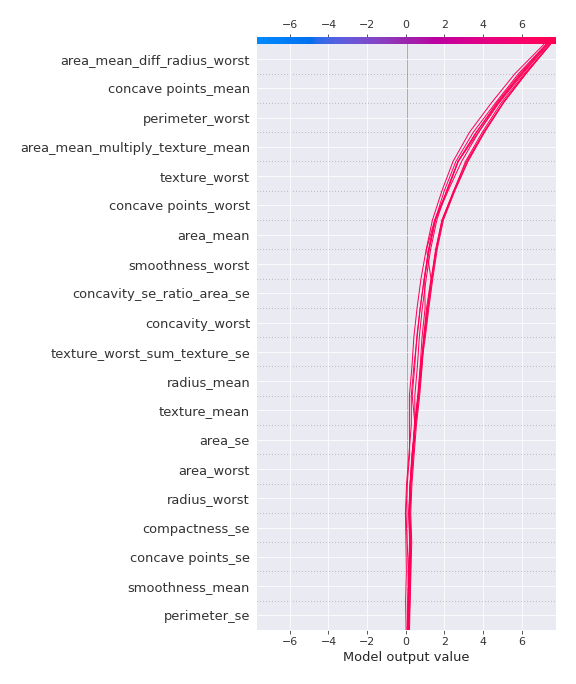 −6 −4 −2 0 2 4 6
area_mean_diff_radius_worst
concave points_mean
perimeter_worst
area_mean_multiply_texture_mean
texture_worst
concave points_worst
area_mean
smoothness_worst
concavity_se_ratio_area_se
concavity_worst
texture_worst_sum_texture_se
radius_mean
texture_mean
area_se
area_worst
radius_worst
compactness_se
concave points_se
smoothness_mean
perimeter_se
−6 −4 −2 0 2 4 6
Model output value